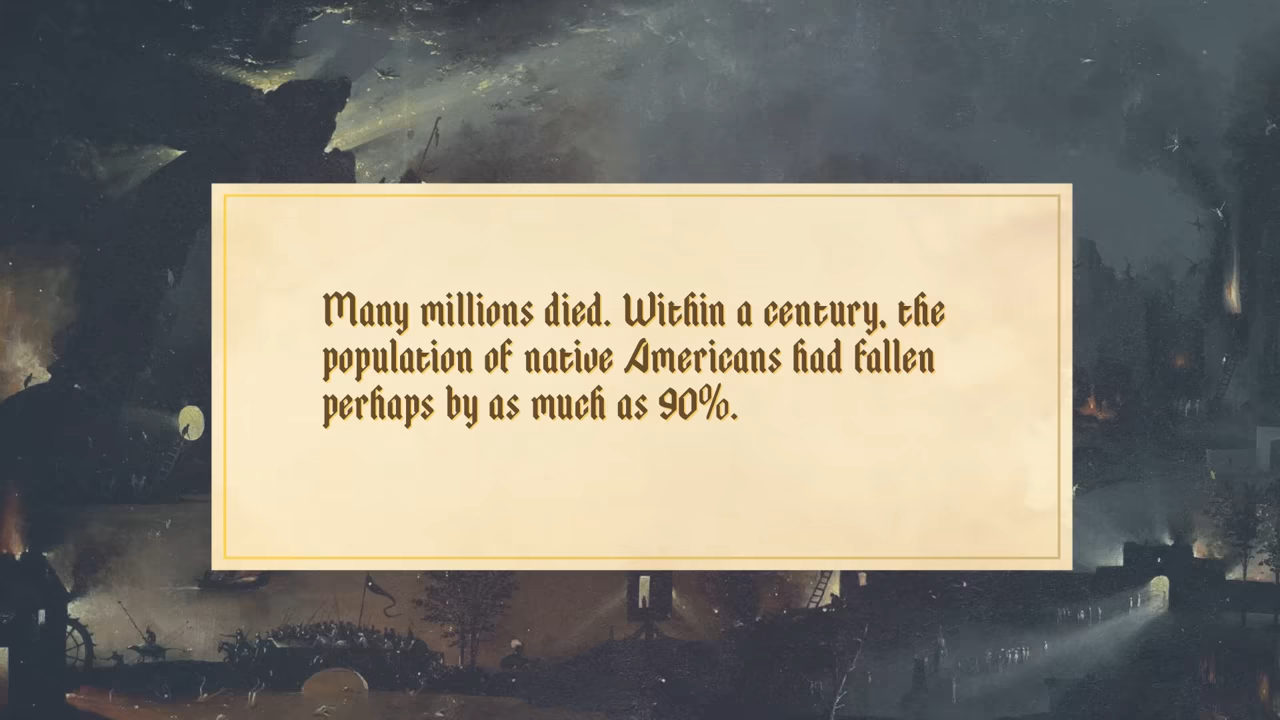 Many millions died. Within a century, the
population of native Americans had fallen
perhaps by as much as 90%.